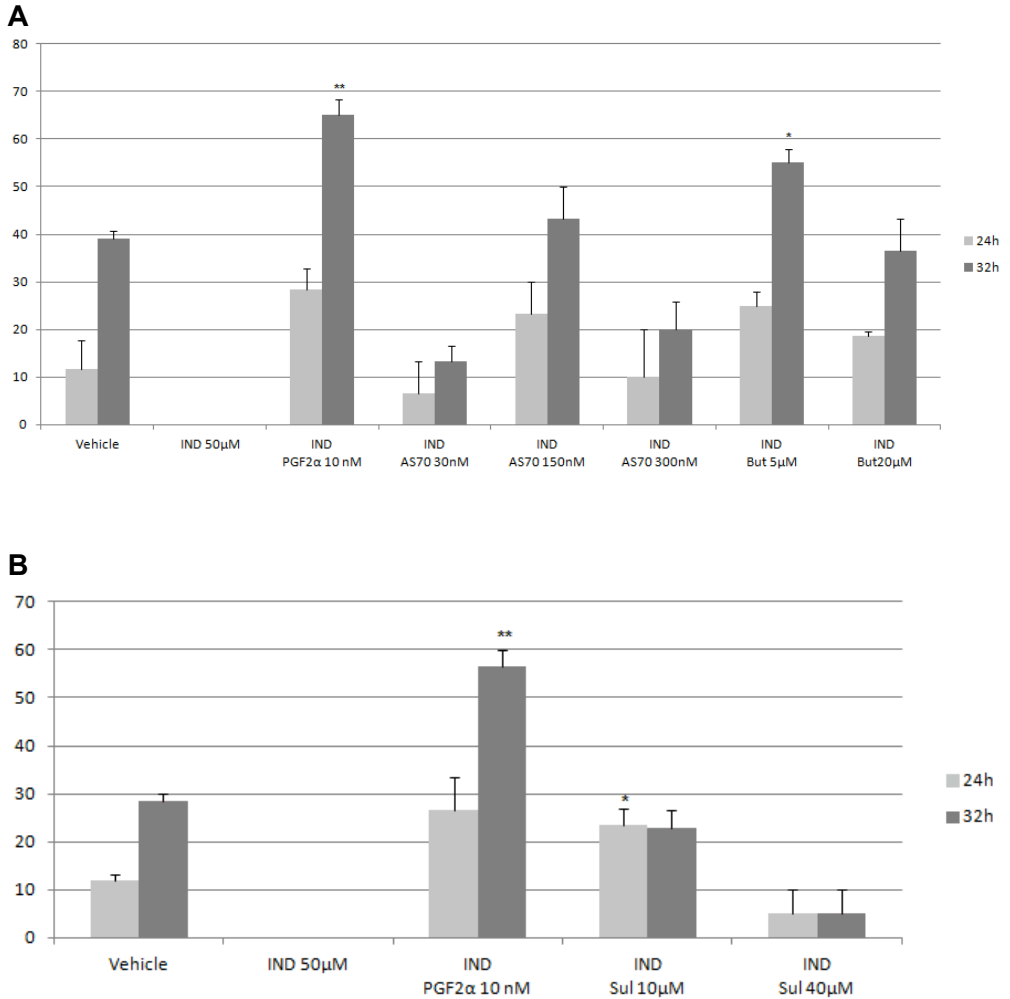 A
80
70
**
60
*
50
40
30
20
10
0
24h
32h
Vehicle
IND 50µM
IND
PGF2α 10 nM
IND
AS70 30nM
IND
AS70 150nM
IND
AS70 300nM
IND
But 5µM
IND
But20µM
B
70
60
**
50
40
30
*
20
10
0
24h
32h
Vehicle
IND 50µM
IND
PGF2α 10 nM
IND
Sul 10µM
IND
Sul 40µM